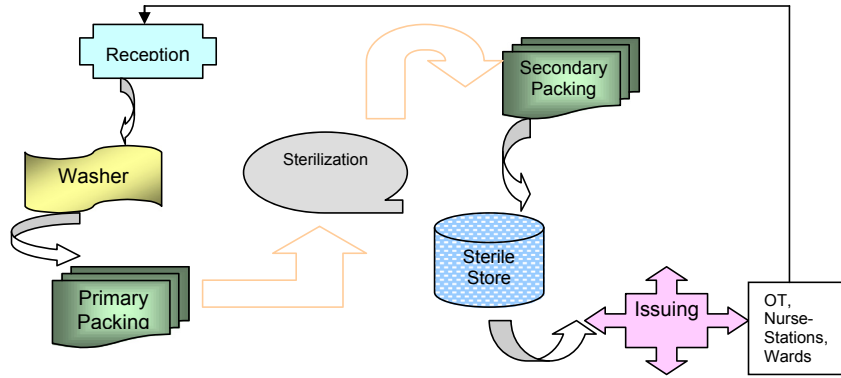 Reception
Washer
Primary
Packing
Sterilization
Secondary
Packing
Sterile
Store
Issuing
OT,
Nurse-
Stations,
Wards